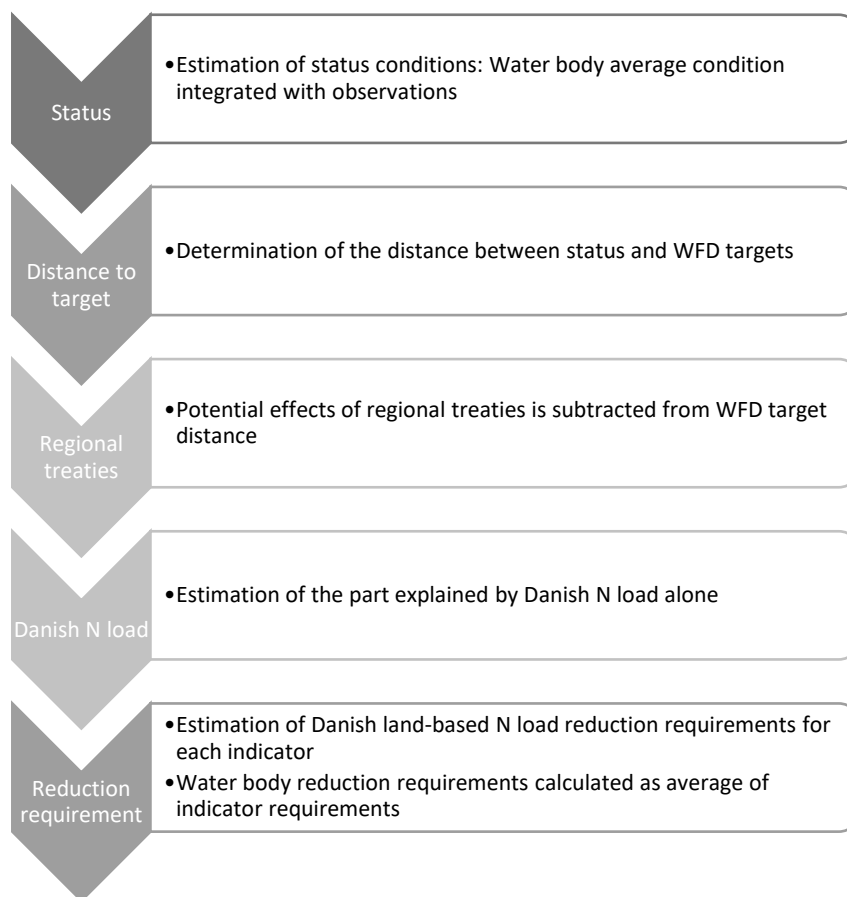 Status
•Estimation of status conditions: Water body average condition
integrated with observations
Distance to
target
•Determination of the distance between status and WFD targets
Regional
treaties
•Potential effects of regional treaties is subtracted from WFD target
distance
Danish N load
•Estimation of the part explained by Danish N load alone
Reduction
requirement
•Estimation of Danish land-based N load reduction requirements for
each indicator
•Water body reduction requirements calculated as average of
indicator requirements